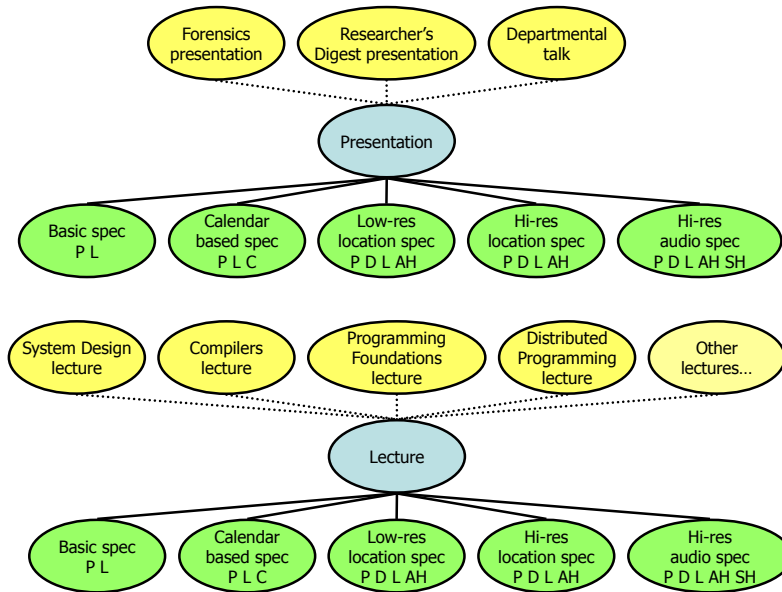 Forensics
presentation
Researcher's
Digest presentation
Departmental
talk
Presentation
Basic spec
P L
Calendar
based spec
P L C
Low-res
location spec
P D L AH
Hi-res
location spec
P D L AH
Hi-res
audio spec
P D L AH SH
System Design
lecture
Compilers
lecture
Programming
Foundations
lecture
Distributed
Programming
lecture
Other
lectures...
Lecture
Basic spec
P L
Calendar
based spec
P L C
Low-res
location spec
P D L AH
Hi-res
location spec
P D L AH
Hi-res
audio spec
P D L AH SH